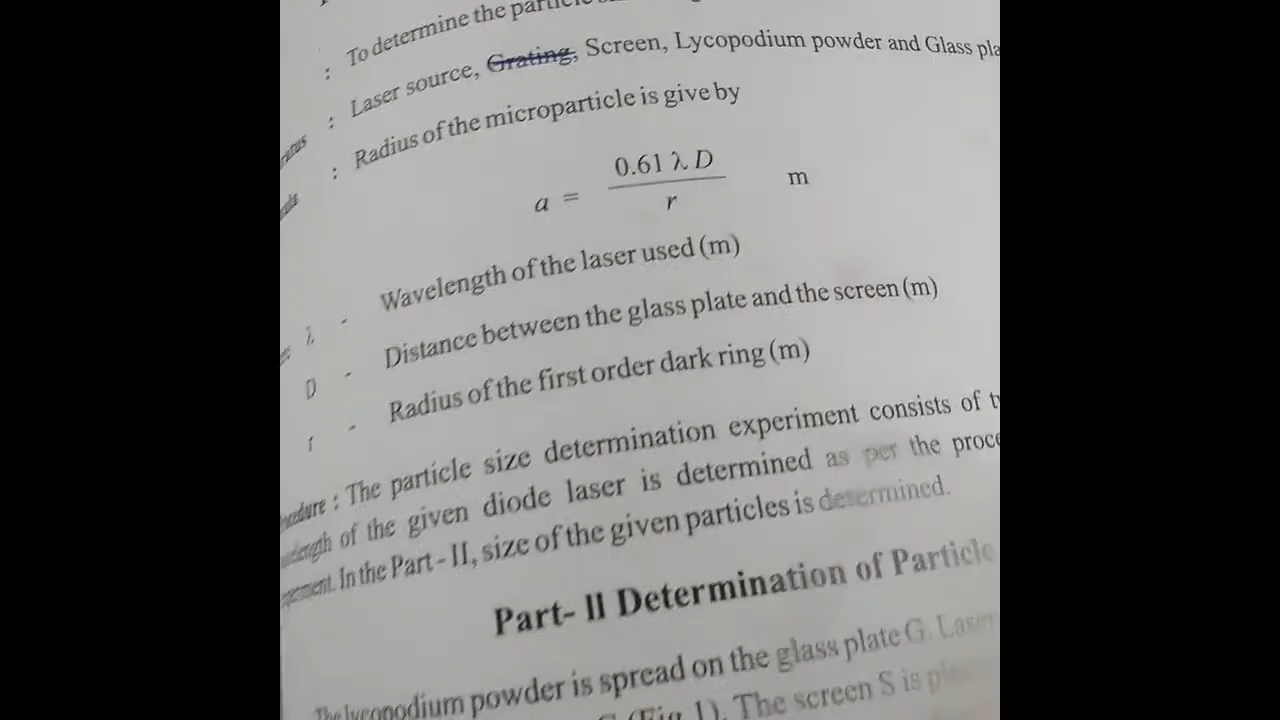 : To determine the
: Laser source, Grating, Screen, Lycopodium powder and Glass
: Radius of the microparticle is give by
a = 0.61 λ D / r m
λ - Wavelength of the laser used (m)
D - Distance between the glass plate and the screen (m)
r - Radius of the first order dark ring (m)
: The particle size determination experiment consists of
of the given diode laser is determined as per the
In the Part - II, size of the given particles is determined.
Part- II Determination of Particle
lycopodium powder is spread on the glass plate G. Laser
(Fig 1). The screen S is